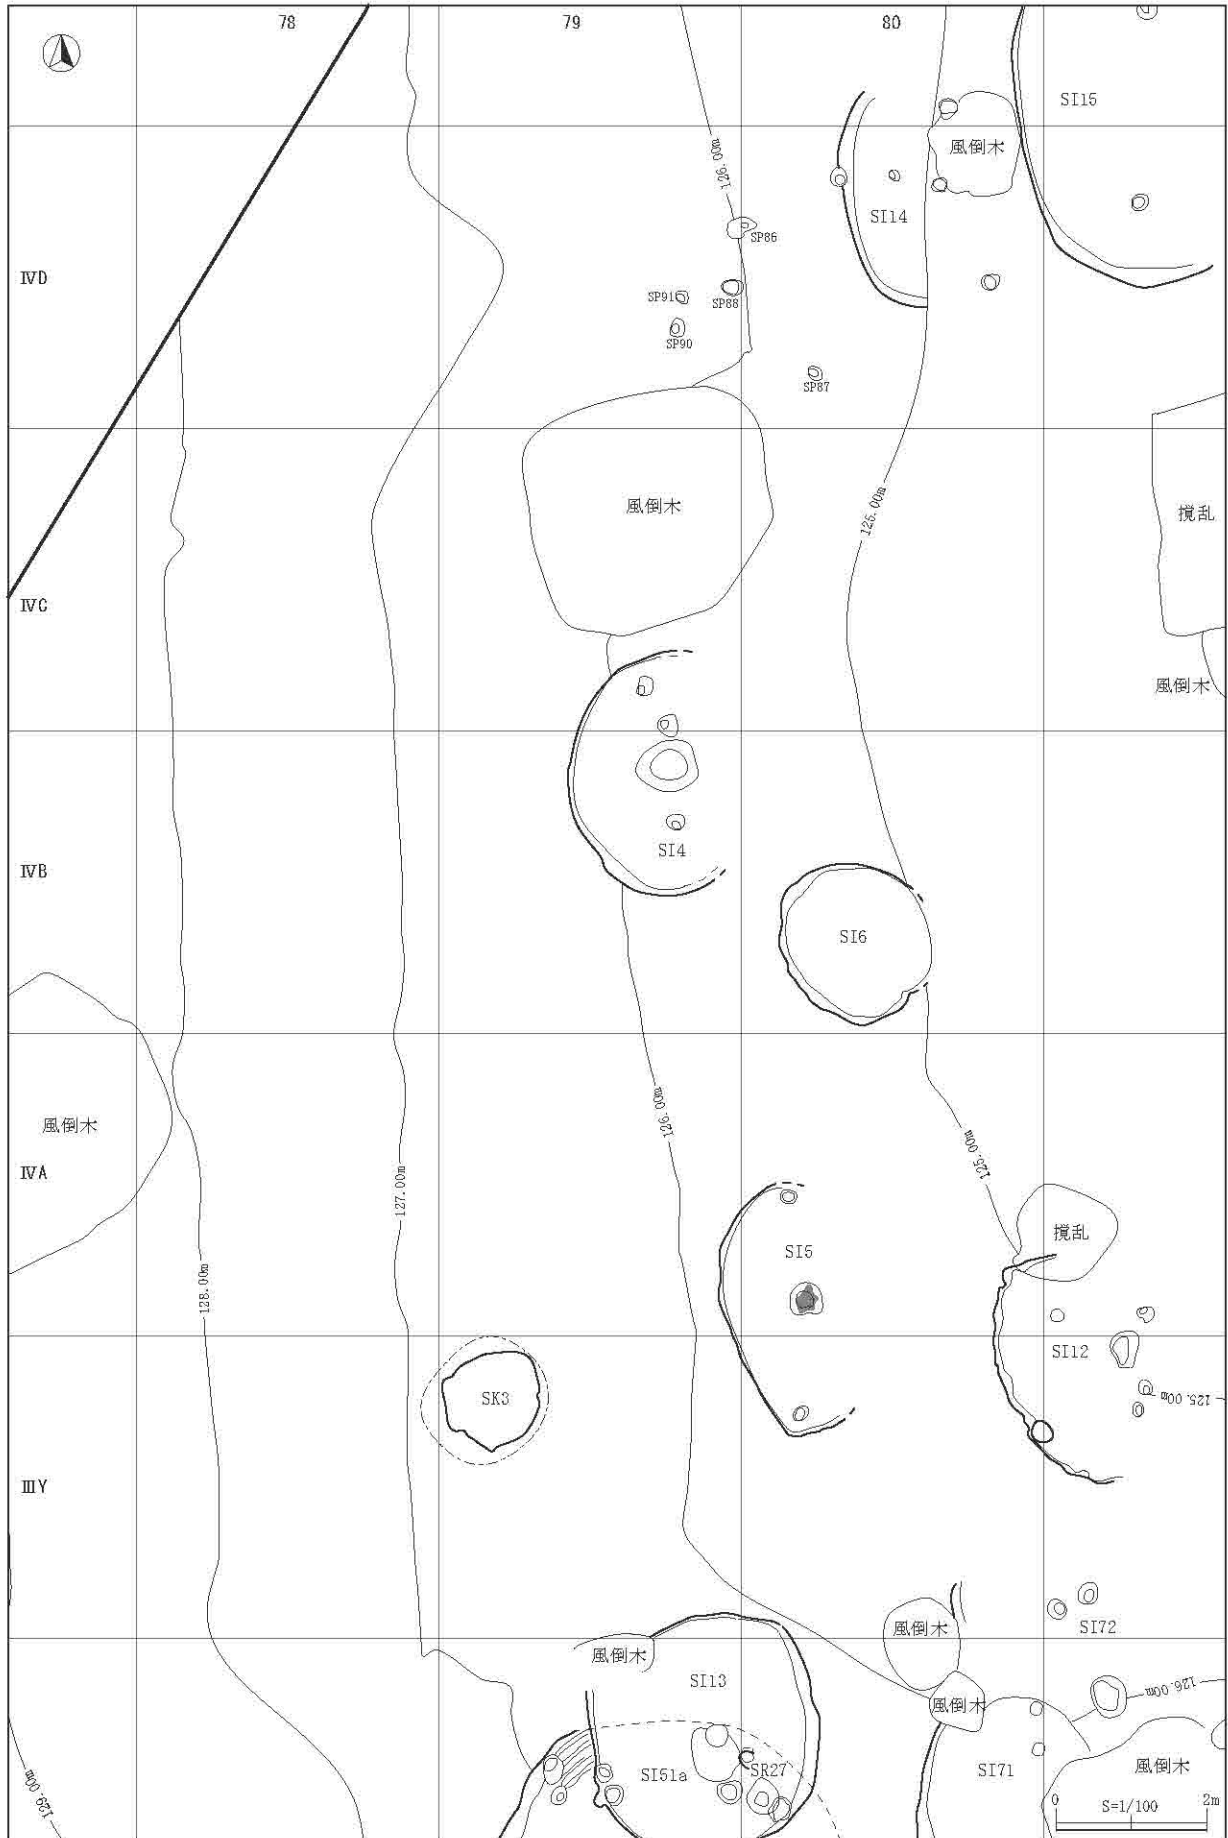 78
79
80
SI15
風倒木
126.00m
SI14
SP86
IVD
SP91
SP88
SP90
SP87
風倒木
125.00m
撹乱
IVC
風倒木
SI4
IVB
SI6
風倒木
126.00m
IVA
125.00m
127.00m
撹乱
SI5
128.00m
SI12
SK3
125.00m
IIIY
風倒木
SI72
風倒木
SI13
126.00m
風倒木
SI51a
SR27
SI71
風倒木
129.00m
0
S=1/100
2m